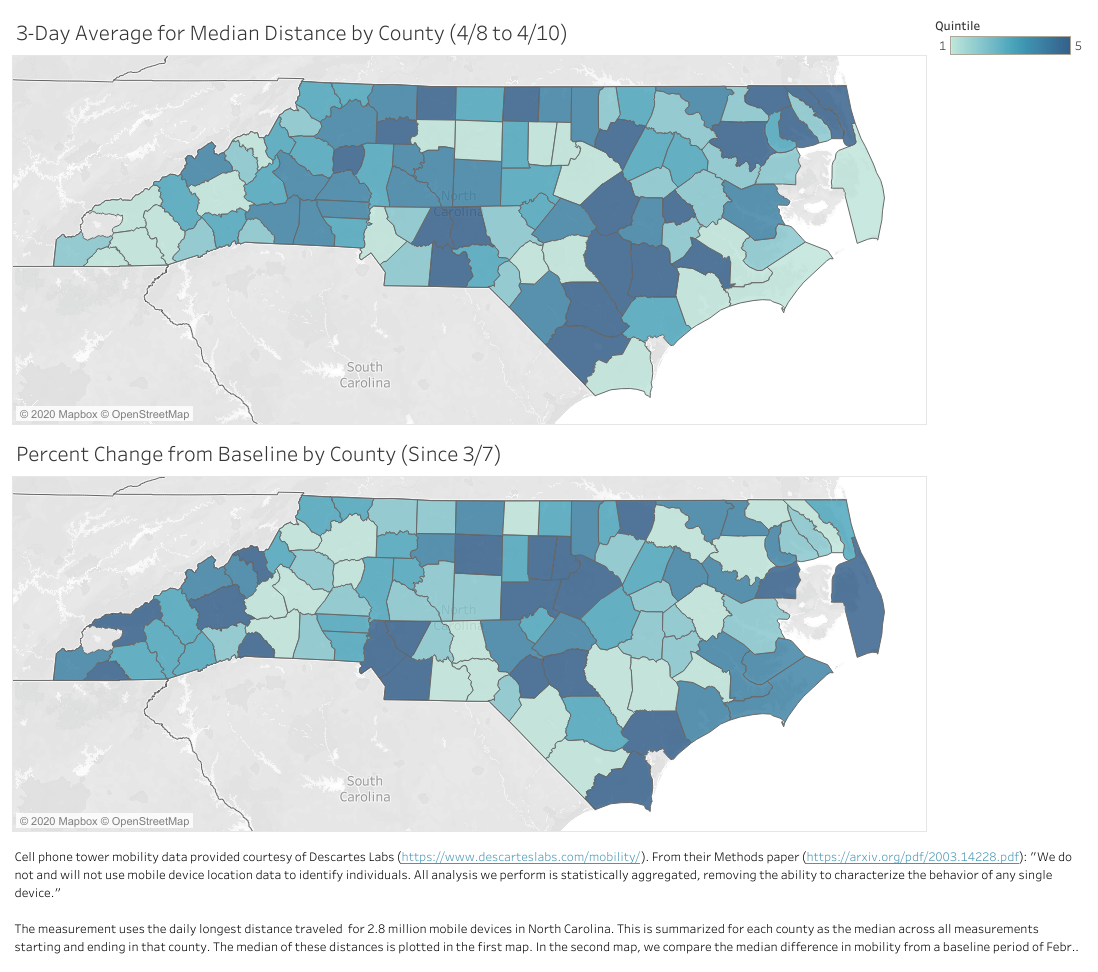 3-Day Average for Median Distance by County (4/8 to 4/10)
Quintile
1 5
North
Carolina
South
Carolina
© 2020 Mapbox © OpenStreetMap
Percent Change from Baseline by County (Since 3/7)
North
Carolina
South
Carolina
© 2020 Mapbox © OpenStreetMap
Cell phone tower mobility data provided courtesy of Descartes Labs (https://www.descarteslabs.com/mobility/). From their Methods paper (https://arxiv.org/pdf/2003.14228.pdf): “We do
not and will not use mobile device location data to identify individuals. All analysis we perform is statistically aggregated, removing the ability to characterize the behavior of any single
device.”
The measurement uses the daily longest distance traveled  for 2.8 million mobile devices in North Carolina. This is summarized for each county as the median across all measurements
starting and ending in that county. The median of these distances is plotted in the first map. In the second map, we compare the median difference in mobility from a baseline period of Febr..